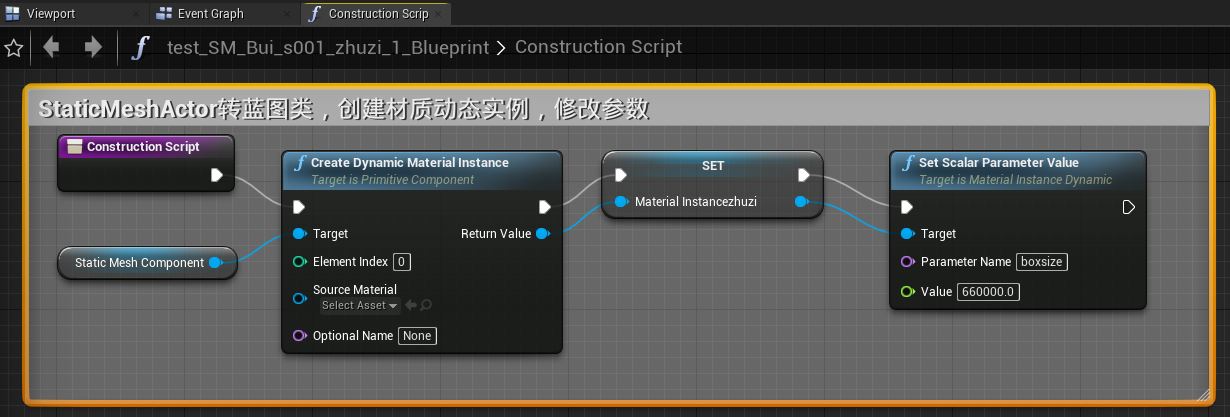 Viewport
Event Graph
Construction Scrip
test_SM_Bui_s001_zhuzi_1_Blueprint > Construction Script
StaticMeshActor转蓝图类，创建材质动态实例，修改参数
Construction Script
Static Mesh Component
Create Dynamic Material Instance
Target is Primitive Component
Target
Return Value
Element Index 0
Source Material
Select Asset
Optional Name None
SET
Material Instancezhuzi
Set Scalar Parameter Value
Target is Material Instance Dynamic
Target
Parameter Name boxsize
Value 660000.0